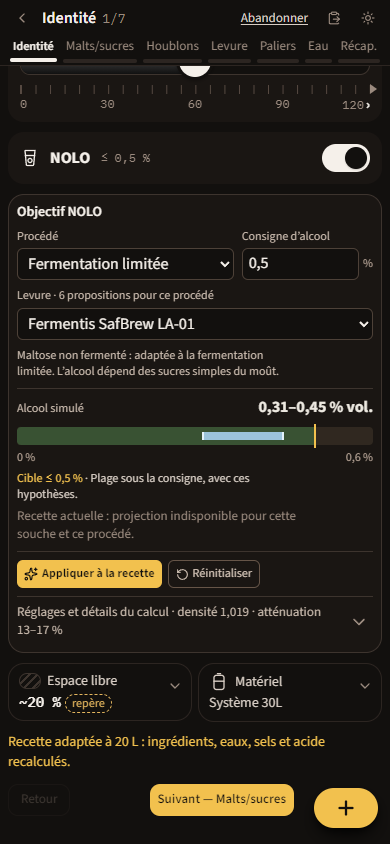 Identité 1/7
Abandonner
Identité Malts/sucres Houblons Levure Paliers Eau Récap.
0 30 60 90 120›
NOLO ≤ 0,5 %
Objectif NOLO
Procédé
Consigne d'alcool
Fermentation limitée
0,5 %
Levure · 6 propositions pour ce procédé
Fermentis SafBrew LA-01
Maltose non fermenté : adaptée à la fermentation
limitée. L'alcool dépend des sucres simples du moût.
Alcool simulé
0,31–0,45 % vol.
0 %
0,6 %
Cible ≤ 0,5 % · Plage sous la consigne, avec ces
hypothèses.
Recette actuelle : projection indisponible pour cette
souche et ce procédé.
Appliquer à la recette
Réinitialiser
Réglages et détails du calcul · densité 1,019 · atténuation
13–17 %
Espace libre
~20 % repère
Matériel
Système 30L
Recette adaptée à 20 L : ingrédients, eaux, sels et acide
recalculés.
Retour
Suivant — Malts/sucres
+